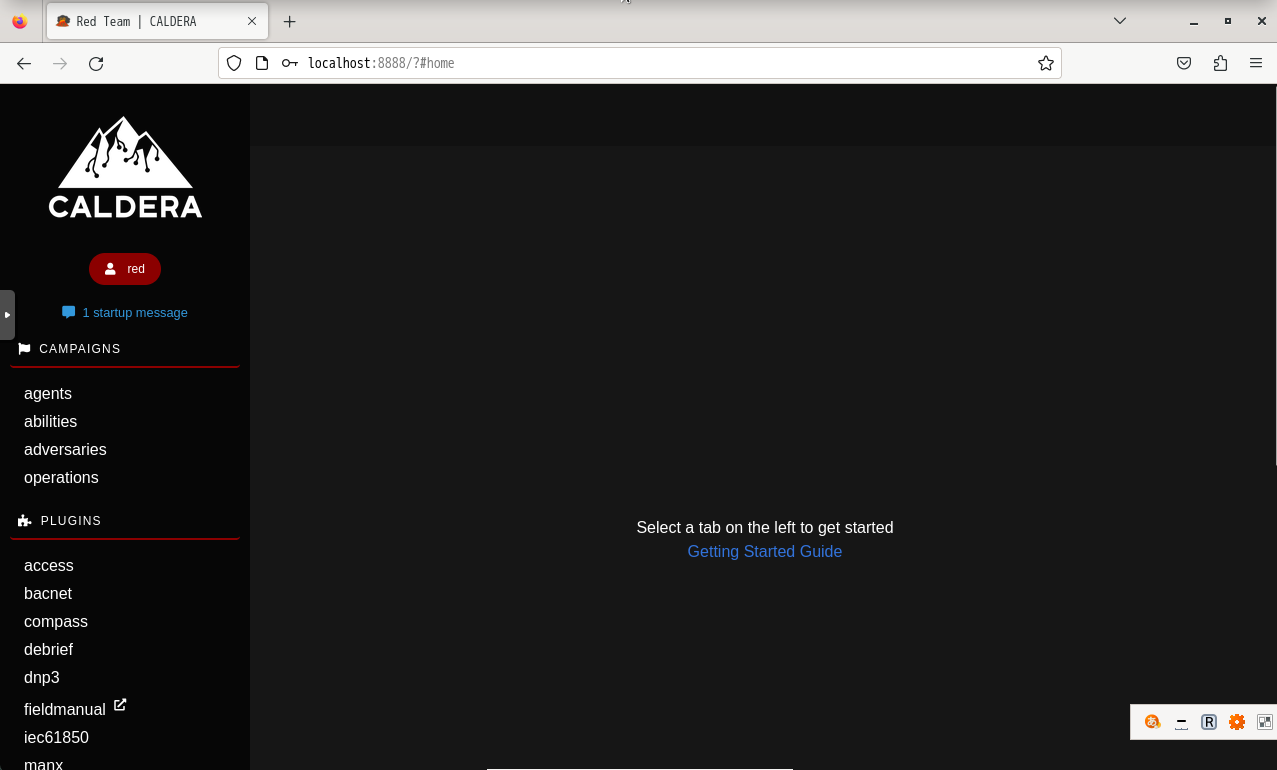 Red Team | CALDERA
localhost:8888/?#home
CALDERA
red
1 startup message
CAMPAIGNS
agents
abilities
adversaries
operations
PLUGINS
access
bacnet
compass
debrief
dnp3
fieldmanual
iec61850
manx
Select a tab on the left to get started
Getting Started Guide
あ
R